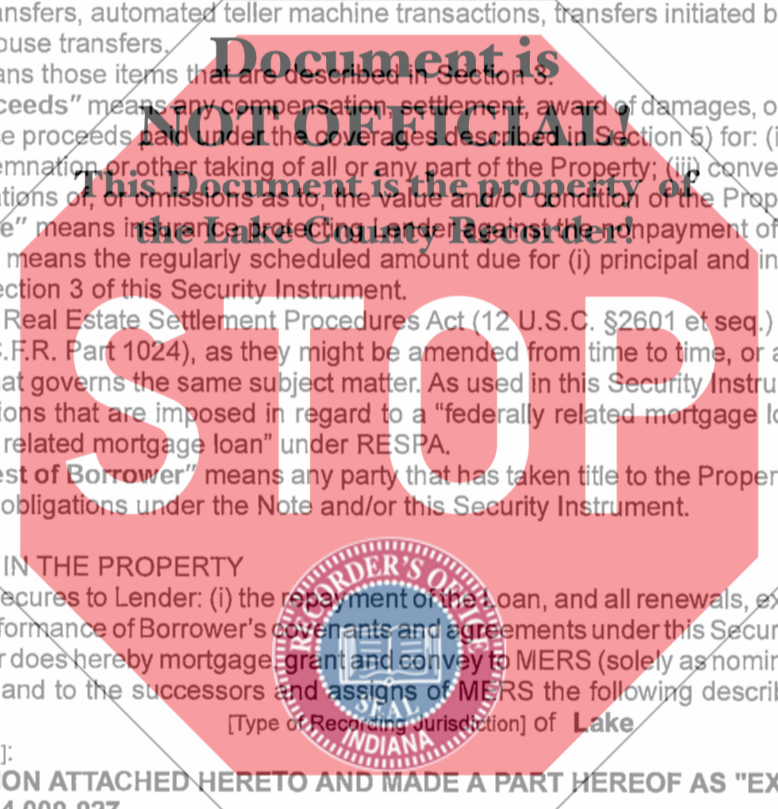 ansfers, automated teller machine transactions, transfers initiated b
ouse transfers.
Document is
ans those items that are described in Section 3.
ceeds" means any compensation, settlement, award of damages, o
NOT OFFICIAL!
e proceeds paid under the coverages described in Section 5) for: (i
emnation or other taking of all or any part of the Property; (iii) conve
This Document is the property of
ations of, or omissions as to, the value and/or condition of the Prop
e" means insurance protecting Lender against the nonpayment of
the Lake County Recorder!
means the regularly scheduled amount due for (i) principal and in
ection 3 of this Security Instrument.
Real Estate Settlement Procedures Act (12 U.S.C. §2601 et seq.)
.F.R. Part 1024), as they might be amended from time to time, or a
at governs the same subject matter. As used in this Security Instru
ions that are imposed in regard to a "federally related mortgage lo
related mortgage loan" under RESPA.
STOP
est of Borrower" means any party that has taken title to the Proper
obligations under the Note and/or this Security Instrument.
IN THE PROPERTY
ecures to Lender: (i) the repayment of the Loan, and all renewals, ex
formance of Borrower's covenants and agreements under this Secur
r does hereby mortgage, grant and convey to MERS (solely as nomin
and to the successors and assigns of MERS the following describ
RECORDER'S OFFICE
SEAL
INDIANA
[Type of Recording Jurisdiction] of Lake
]:
ON ATTACHED HERETO AND MADE A PART HEREOF AS "EX